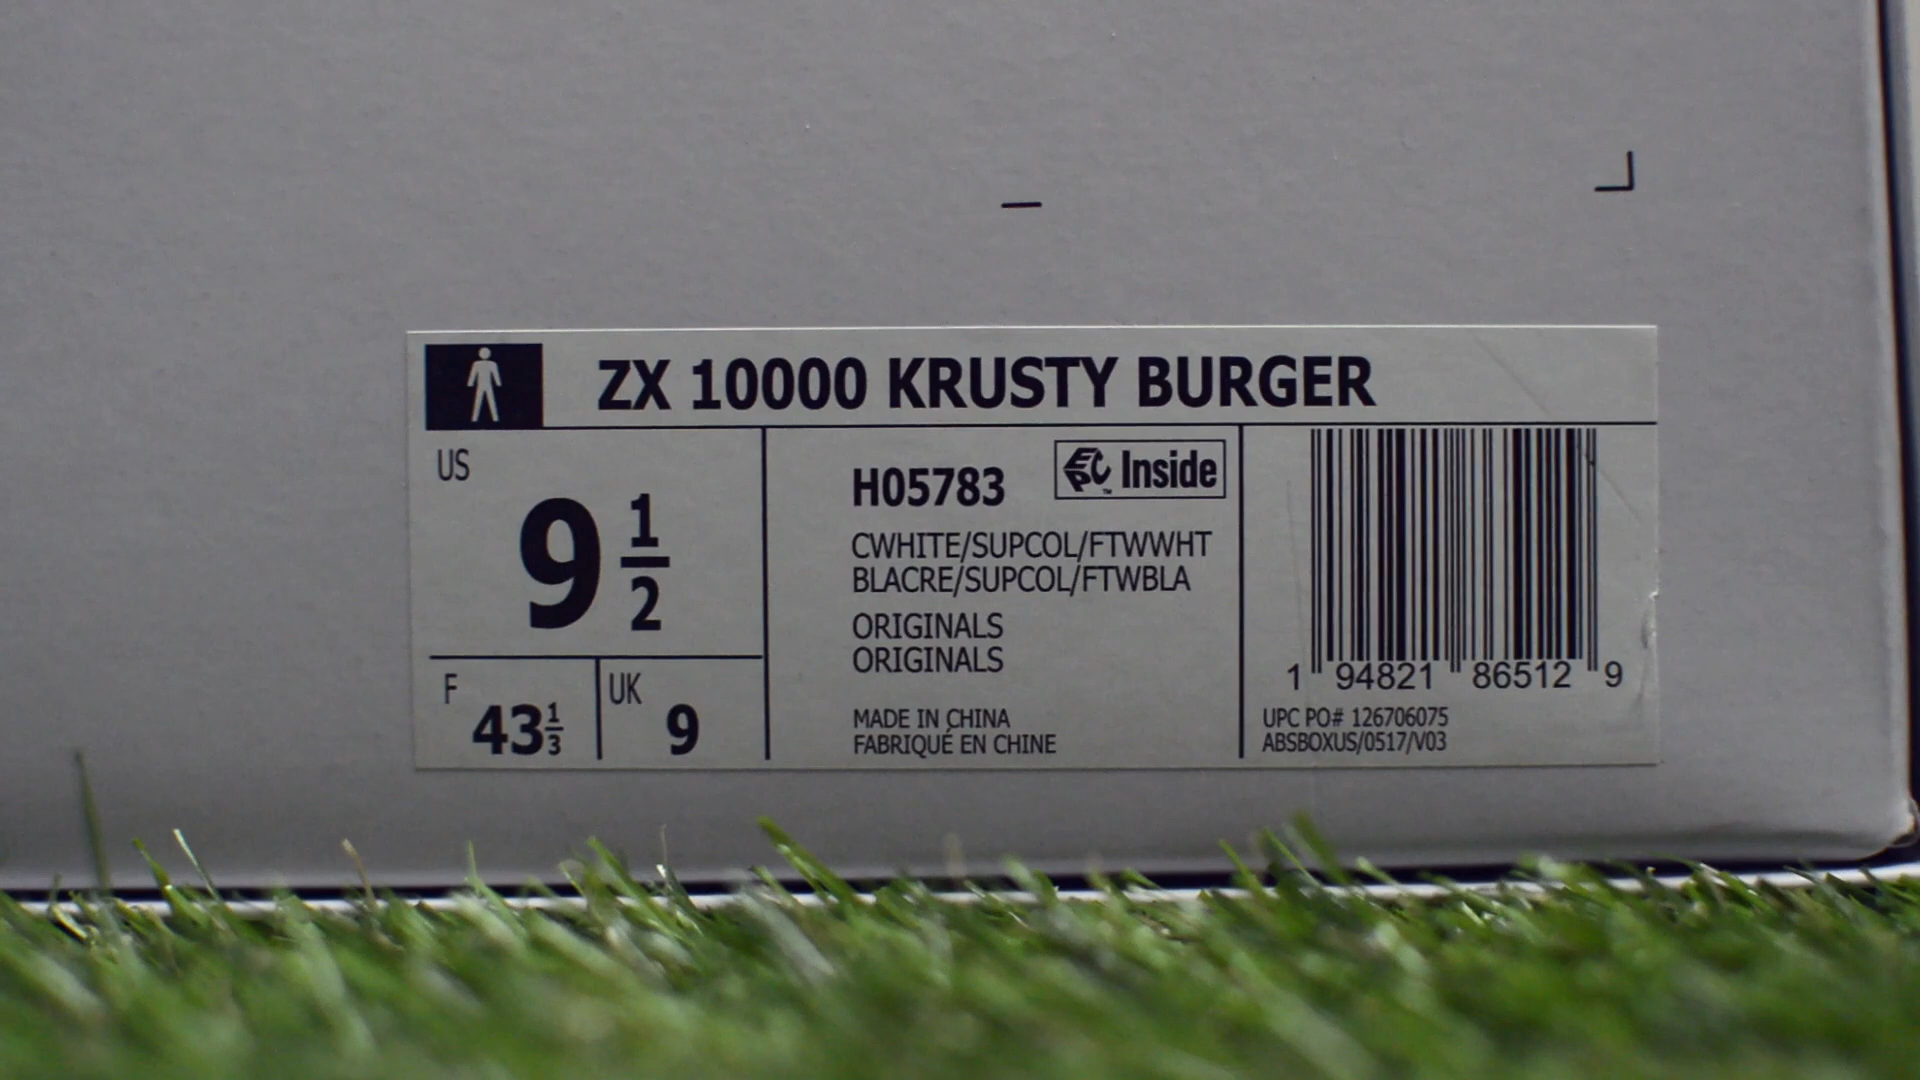 ZX 10000 KRUSTY BURGER
US
9 1/2
F
43 1/3
UK
9
H05783
EPC™ Inside
CWHITE/SUPCOL/FTWWHT
BLACRE/SUPCOL/FTWBLA
ORIGINALS
ORIGINALS
MADE IN CHINA
FABRIQUÉ EN CHINE
1 94821 86512 9
UPC PO# 126706075
ABSBOXUS/0517/V03